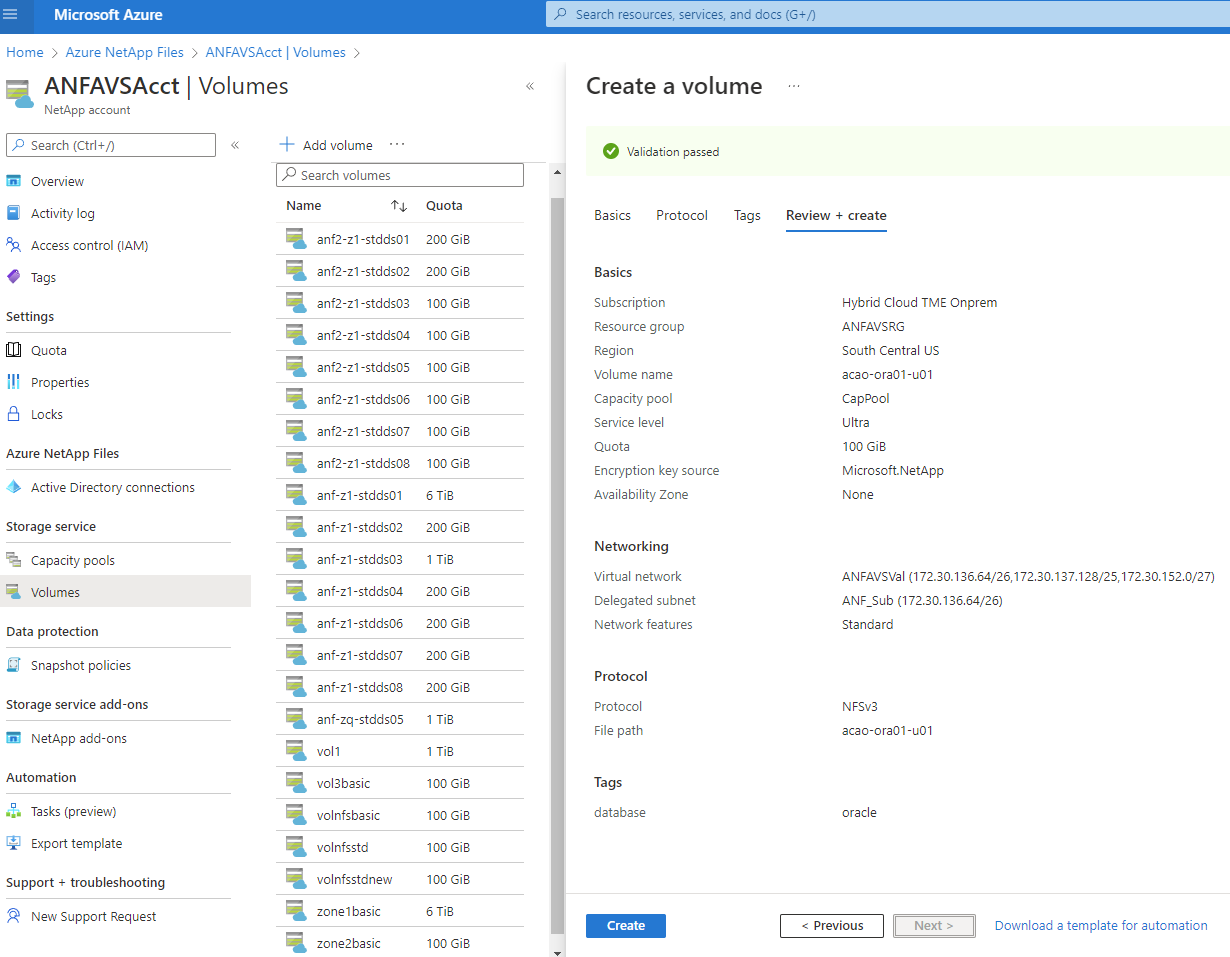 Microsoft Azure
Search resources, services, and docs (G+/)
Home > Azure NetApp Files > ANFAVSAcct | Volumes >
ANFAVSAcct | Volumes
NetApp account
Search (Ctrl+/)
Overview
Activity log
Access control (IAM)
Tags
Settings
Quota
Properties
Locks
Azure NetApp Files
Active Directory connections
Storage service
Capacity pools
Volumes
Data protection
Snapshot policies
Storage service add-ons
NetApp add-ons
Automation
Tasks (preview)
Export template
Support + troubleshooting
New Support Request
Add volume
Search volumes
Name Quota
anf2-z1-stdds01 200 GiB
anf2-z1-stdds02 200 GiB
anf2-z1-stdds03 100 GiB
anf2-z1-stdds04 100 GiB
anf2-z1-stdds05 100 GiB
anf2-z1-stdds06 100 GiB
anf2-z1-stdds07 100 GiB
anf2-z1-stdds08 100 GiB
anf-z1-stdds01 6 TiB
anf-z1-stdds02 200 GiB
anf-z1-stdds03 1 TiB
anf-z1-stdds04 200 GiB
anf-z1-stdds06 200 GiB
anf-z1-stdds07 200 GiB
anf-z1-stdds08 200 GiB
anf-zq-stdds05 1 TiB
vol1 1 TiB
vol3basic 100 GiB
volnfsbasic 100 GiB
volnfsstd 100 GiB
volnfsstdnew 100 GiB
zone1basic 6 TiB
zone2basic 100 GiB
Create a volume ...
Validation passed
Basics Protocol Tags Review + create
Basics
Subscription Hybrid Cloud TME Onprem
Resource group ANFAVSRG
Region South Central US
Volume name acao-ora01-u01
Capacity pool CapPool
Service level Ultra
Quota 100 GiB
Encryption key source Microsoft.NetApp
Availability Zone None
Networking
Virtual network ANFAVSVal (172.30.136.64/26,172.30.137.128/25,172.30.152.0/27)
Delegated subnet ANF_Sub (172.30.136.64/26)
Network features Standard
Protocol
Protocol NFSv3
File path acao-ora01-u01
Tags
database oracle
Create
< Previous
Next >
Download a template for automation